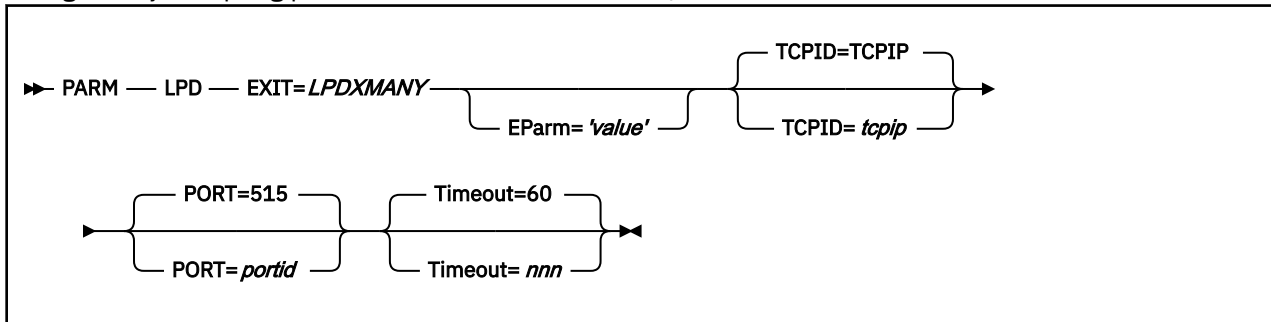 TCPID=TCPIP
PARM LPD EXIT=LPDXMANY
EParm='value' TCPID=tcpip
PORT=515 Timeout=60
PORT=portid Timeout=nnn